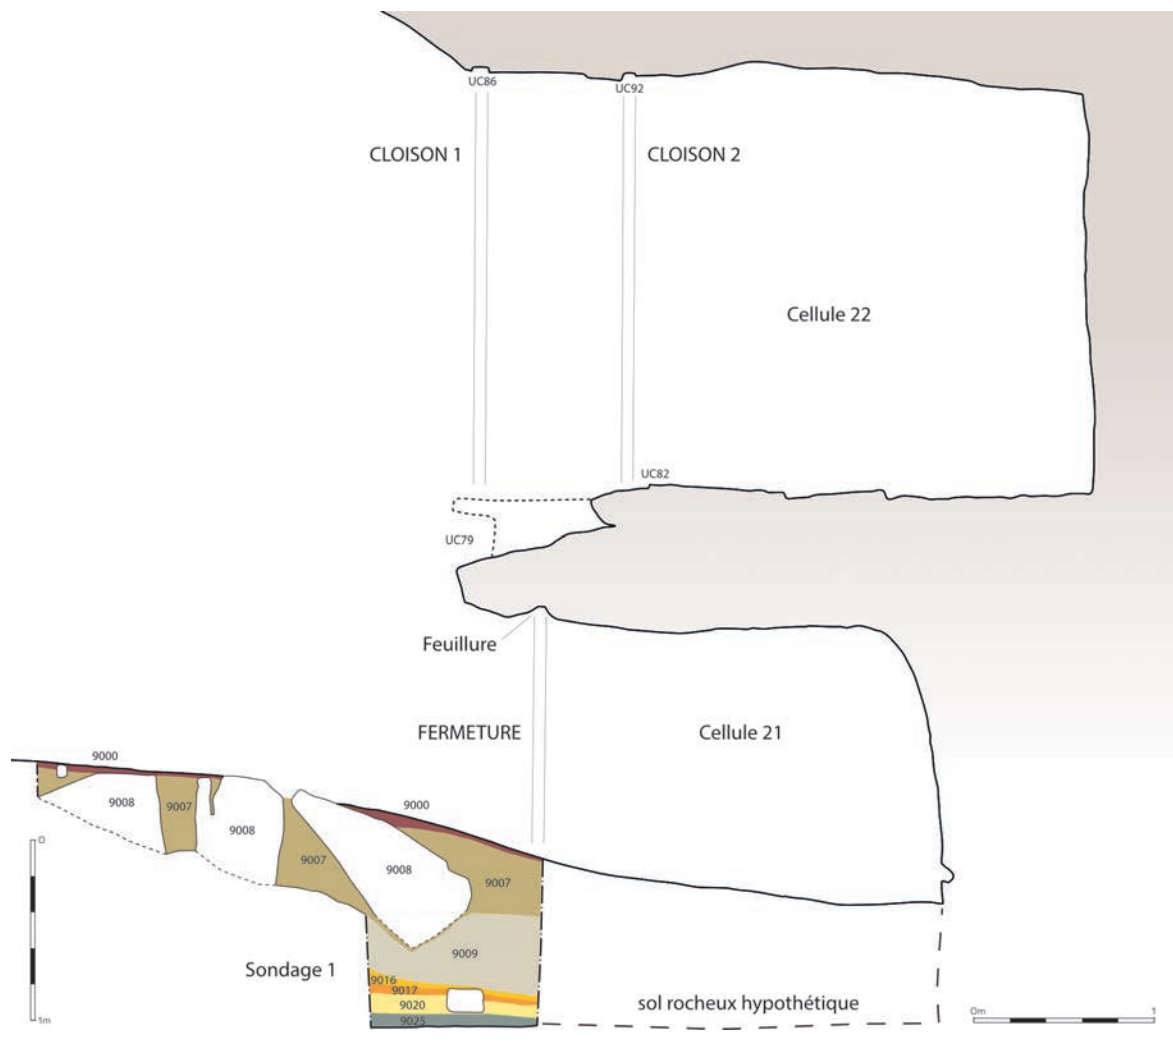 UC86
UC92
CLOISON 1
CLOISON 2
Cellule 22
UC82
UC79
Feuillure
FERMETURE
Cellule 21
9000
9008
9007
9008
9007
9000
9008
9007
9009
Sondage 1
9016
9017
9020
9025
sol rocheux hypothétique
0
1m
0m
1